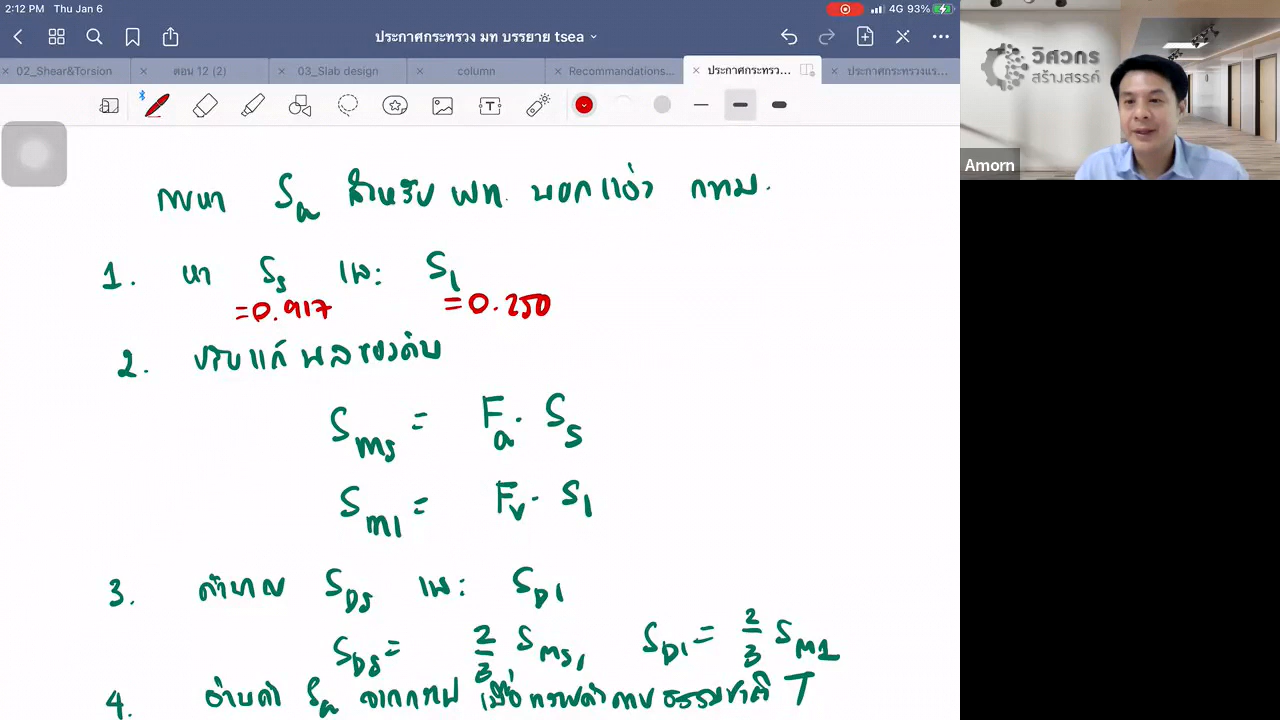 2:12 PM Thu Jan 6
4G 93%
ประกาศกระทรวง มท บรรยาย tsea
02_Shear&Torsion
ตอน 12 (2)
03_Slab design
column
Recommandations...
ประกาศกระทรว...
ประกาศกระทรวงแร...
วิศวกร
สร้างสรรค์
Amorn
การหา Sa สำหรับ พท. นอกแอ่ง กทม.
1. หา Ss และ S1
=0.917 =0.250
2. ปรับแก้ ผลของดิน
SMS = Fa . Ss
SM1 = Fv . S1
3. คำนวณ SDS และ SD1
SDS = 2/3 SMS, SD1 = 2/3 SM1
4. อ่านค่า Sa จากกราฟ เมื่อทราบค่าคาบธรรมชาติ T